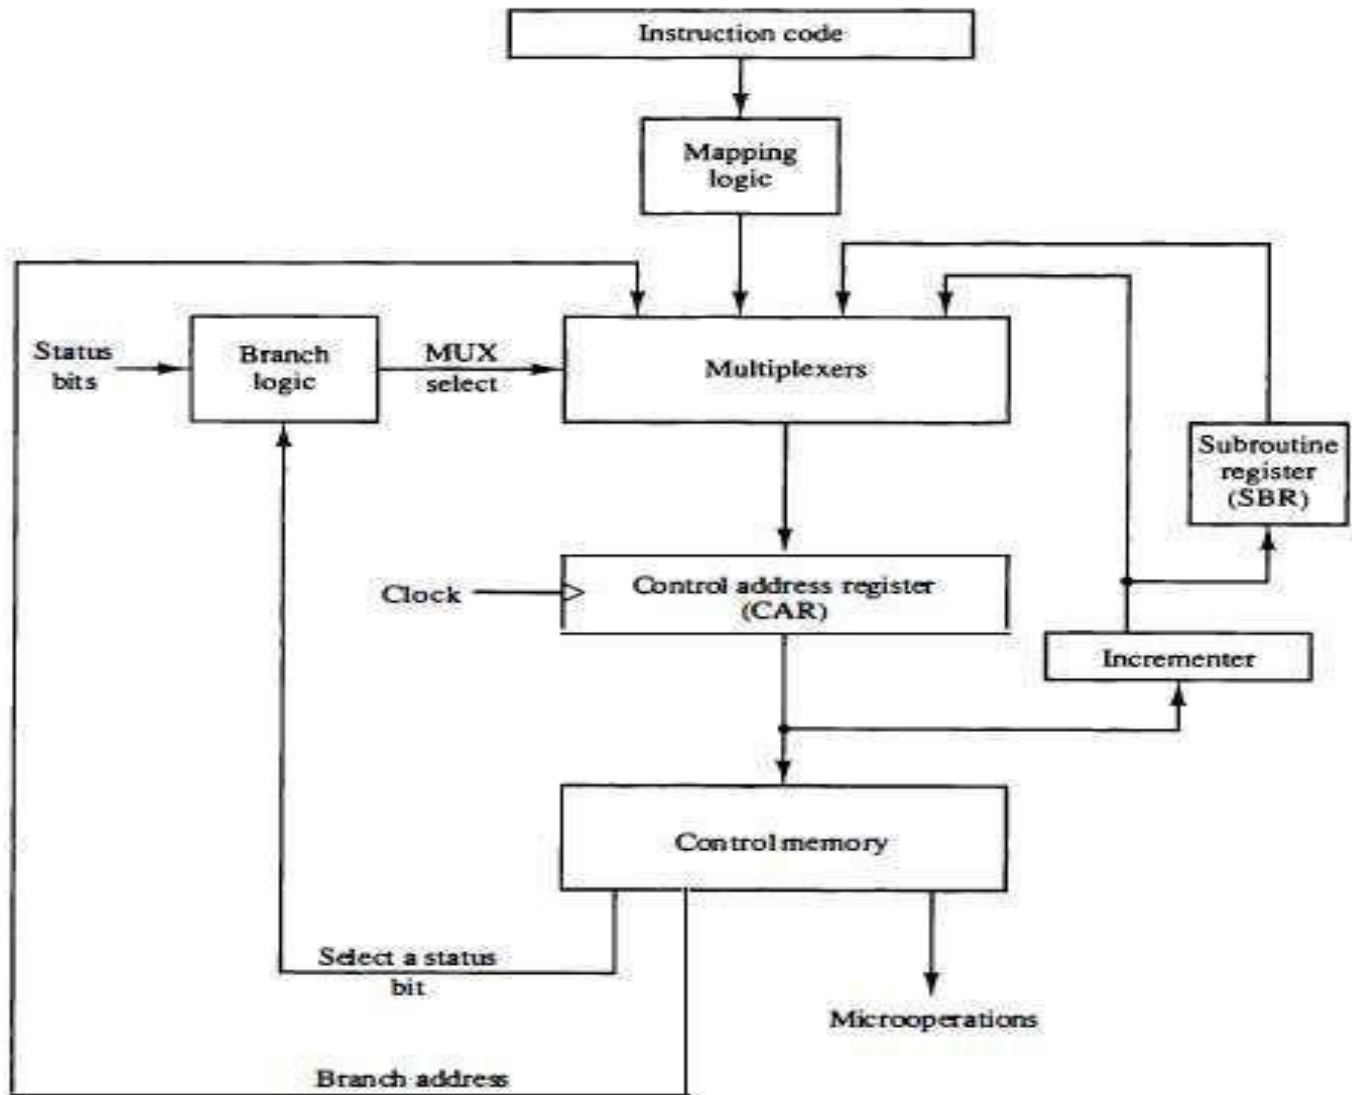 Instruction code
Mapping
logic
Status
bits
Branch
logic
MUX
select
Multiplexers
Subroutine
register
(SBR)
Clock
Control address register
(CAR)
Incrementer
Control memory
Select a status
bit
Microoperations
Branch address